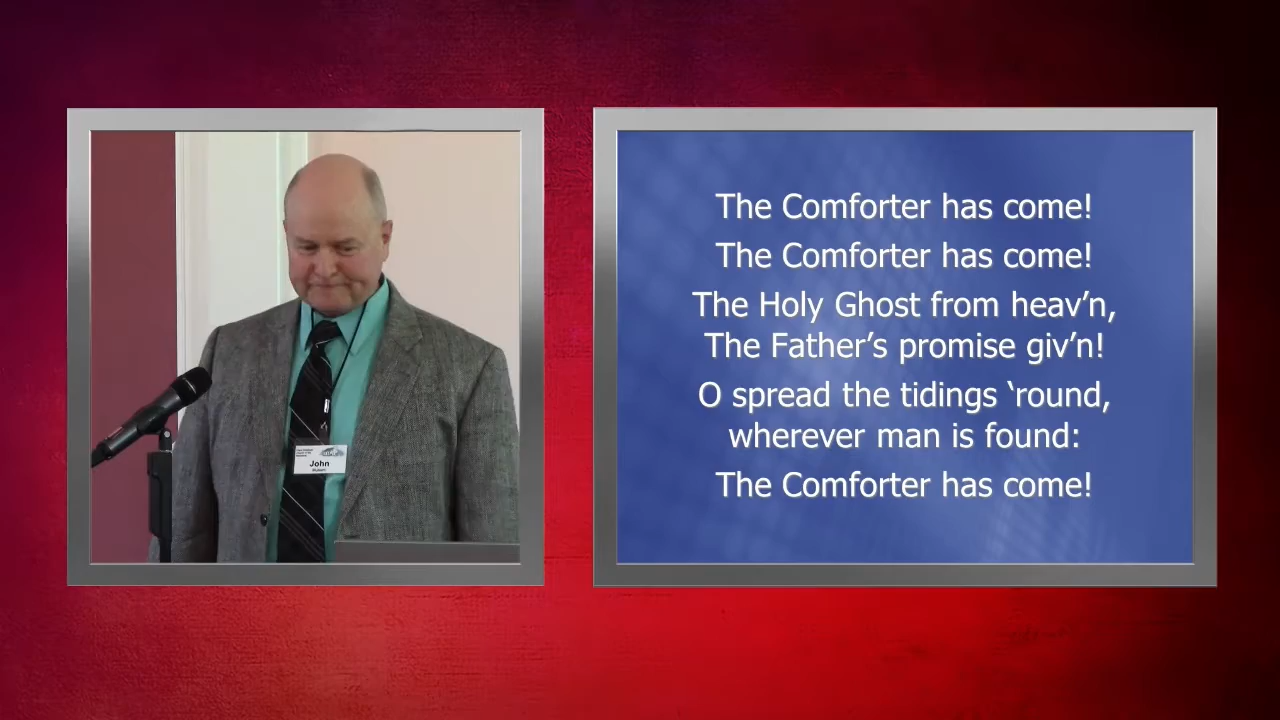 John
The Comforter has come!
The Comforter has come!
The Holy Ghost from heav’n,
The Father’s promise giv’n!
O spread the tidings ‘round,
wherever man is found:
The Comforter has come!